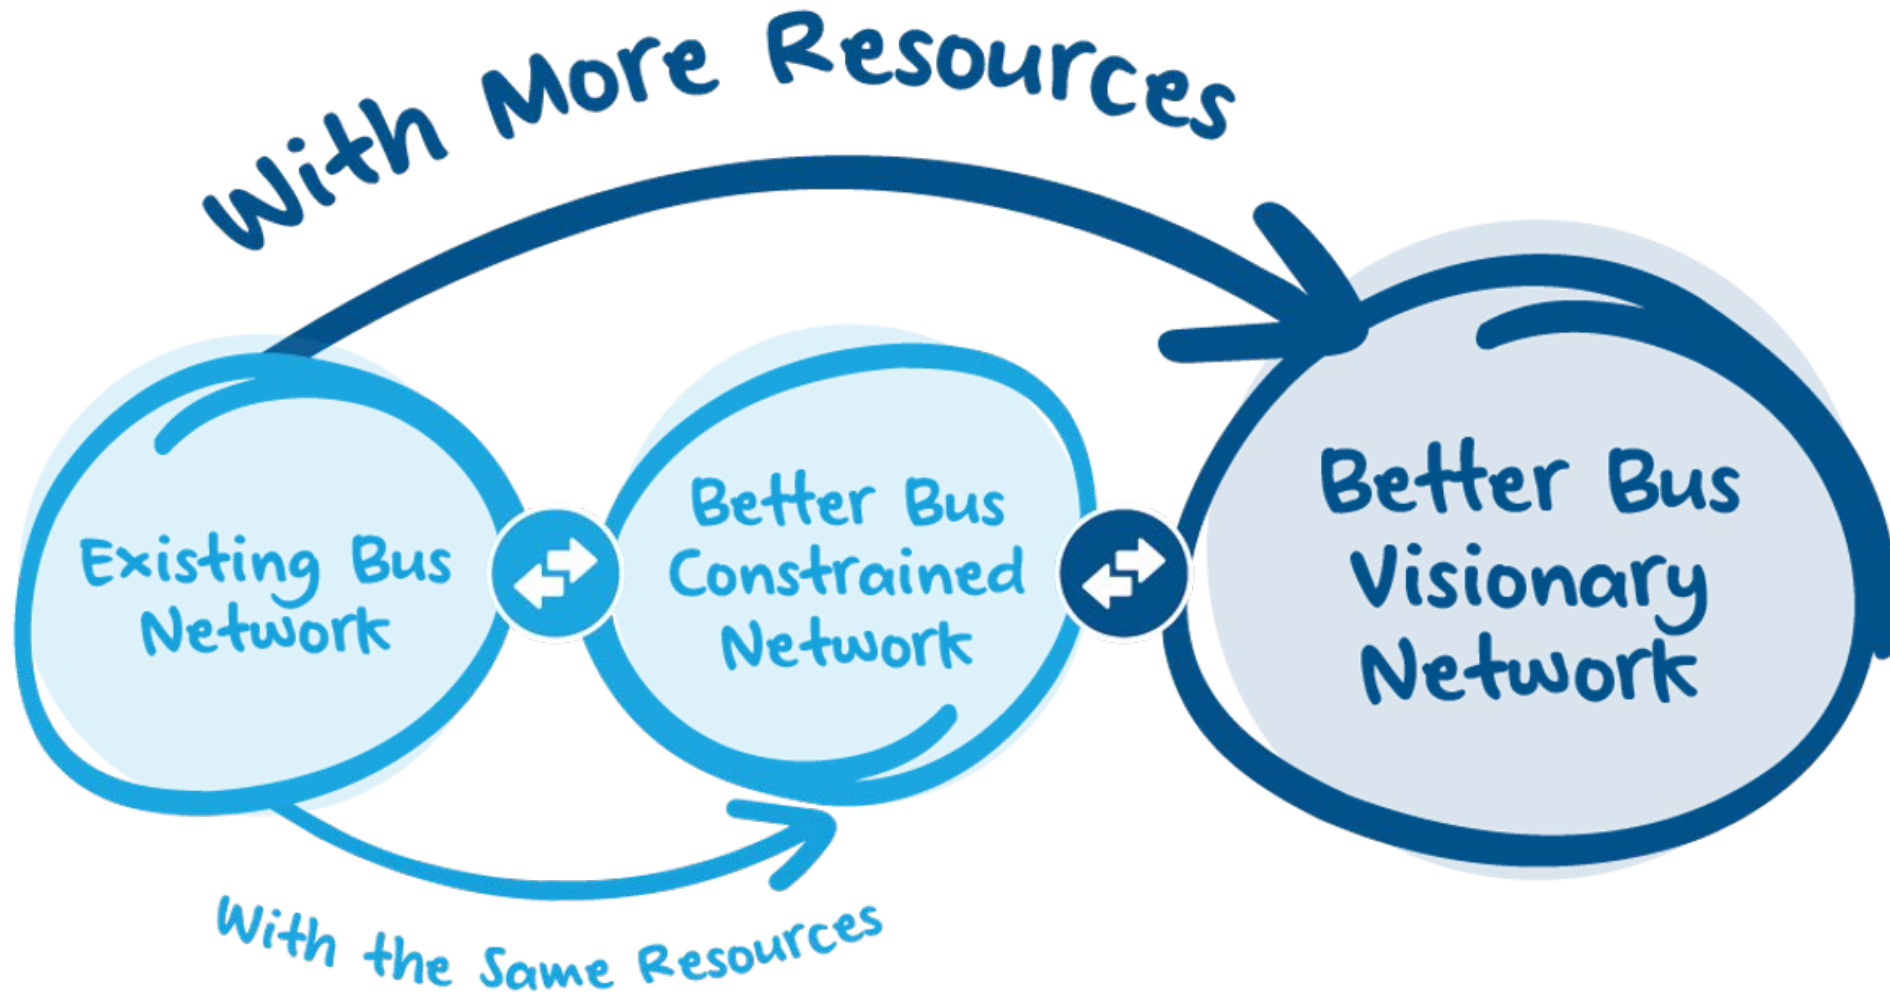 With More Resources
Existing Bus
Network
Better Bus
Constrained
Network
Better Bus
Visionary
Network
With the Same Resources